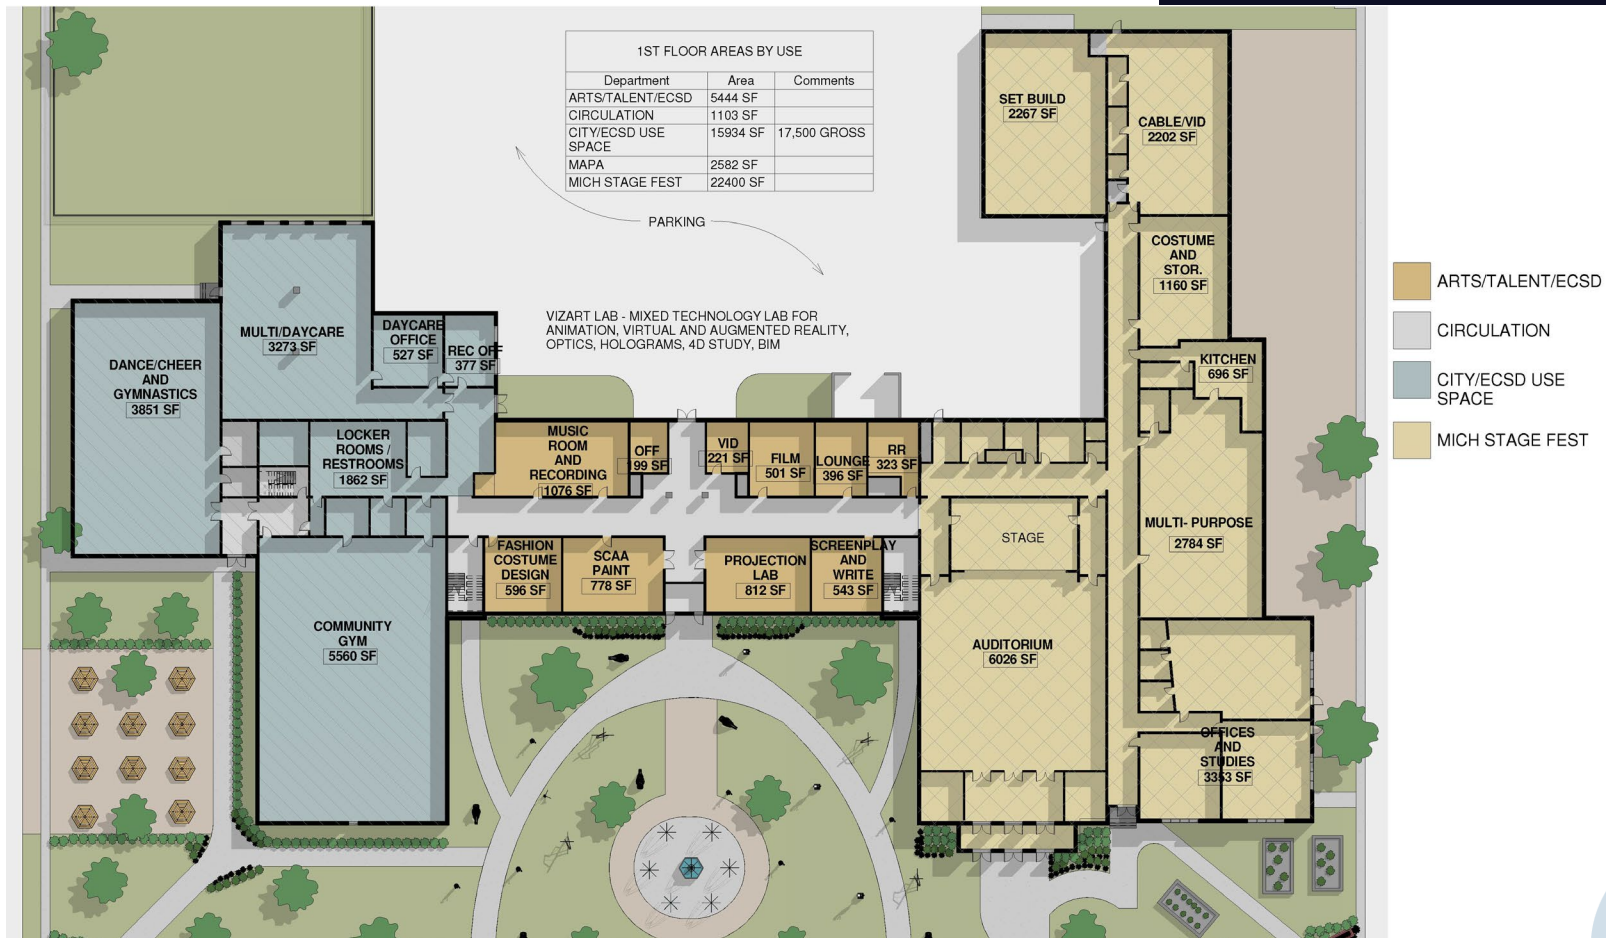 1ST FLOOR AREAS BY USE
Department Area Comments
ARTS/TALENT/ECSD 5444 SF
CIRCULATION 1103 SF
CITY/ECSD USE 15934 SF 17,500 GROSS
SPACE
MAPA 2582 SF
MICH STAGE FEST 22400 SF
PARKING
VIZART LAB - MIXED TECHNOLOGY LAB FOR
ANIMATION, VIRTUAL AND AUGMENTED REALITY,
OPTICS, HOLOGRAMS, 4D STUDY, BIM
SET BUILD
2267 SF
CABLE/VID
2202 SF
COSTUME
AND
STOR.
1160 SF
KITCHEN
696 SF
MULTI- PURPOSE
2784 SF
OFFICES
AND
STUDIES
3353 SF
MULTI/DAYCARE
3273 SF
DAYCARE
OFFICE
527 SF
REC OFF
377 SF
DANCE/CHEER
AND
GYMNASTICS
3851 SF
LOCKER
ROOMS /
RESTROOMS
1862 SF
MUSIC
ROOM
AND
RECORDING
1076 SF
OFF
199 SF
VID
221 SF
FILM
501 SF
LOUNGE
396 SF
RR
323 SF
FASHION
COSTUME
DESIGN
596 SF
SCAA
PAINT
778 SF
PROJECTION
LAB
812 SF
SCREENPLAY
AND
WRITE
543 SF
STAGE
AUDITORIUM
6026 SF
COMMUNITY
GYM
5560 SF
ARTS/TALENT/ECSD
CIRCULATION
CITY/ECSD USE
SPACE
MICH STAGE FEST